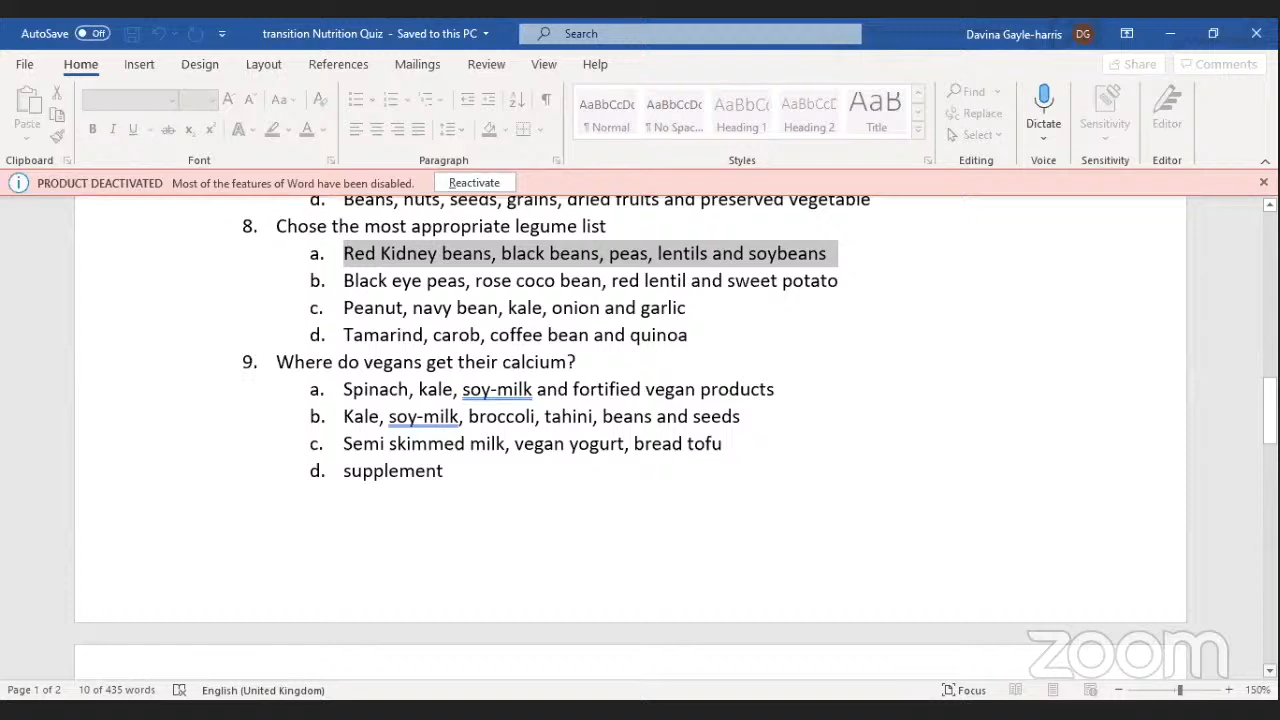 AutoSave Off transition Nutrition Quiz - Saved to this PC Search Davina Gayle-harris DG
File Home Insert Design Layout References Mailings Review View Help Share Comments
AaBbCcDc AaBbCcDc AaBbCc AaBbCcC AaB
Find
Replace
Select
Paste
B I U ab x₂ x² A A
¶ Normal ¶ No Spac... Heading 1 Heading 2 Title
Dictate Sensitivity Editor
Clipboard Font Paragraph Styles Editing Voice Sensitivity Editor
PRODUCT DEACTIVATED Most of the features of Word have been disabled. Reactivate
d. Beans, nuts, seeds, grains, dried fruits and preserved vegetable
8. Chose the most appropriate legume list
a. Red Kidney beans, black beans, peas, lentils and soybeans
b. Black eye peas, rose coco bean, red lentil and sweet potato
c. Peanut, navy bean, kale, onion and garlic
d. Tamarind, carob, coffee bean and quinoa
9. Where do vegans get their calcium?
a. Spinach, kale, soy-milk and fortified vegan products
b. Kale, soy-milk, broccoli, tahini, beans and seeds
c. Semi skimmed milk, vegan yogurt, bread tofu
d. supplement
zoom
Page 1 of 2 10 of 435 words English (United Kingdom) Focus 150%